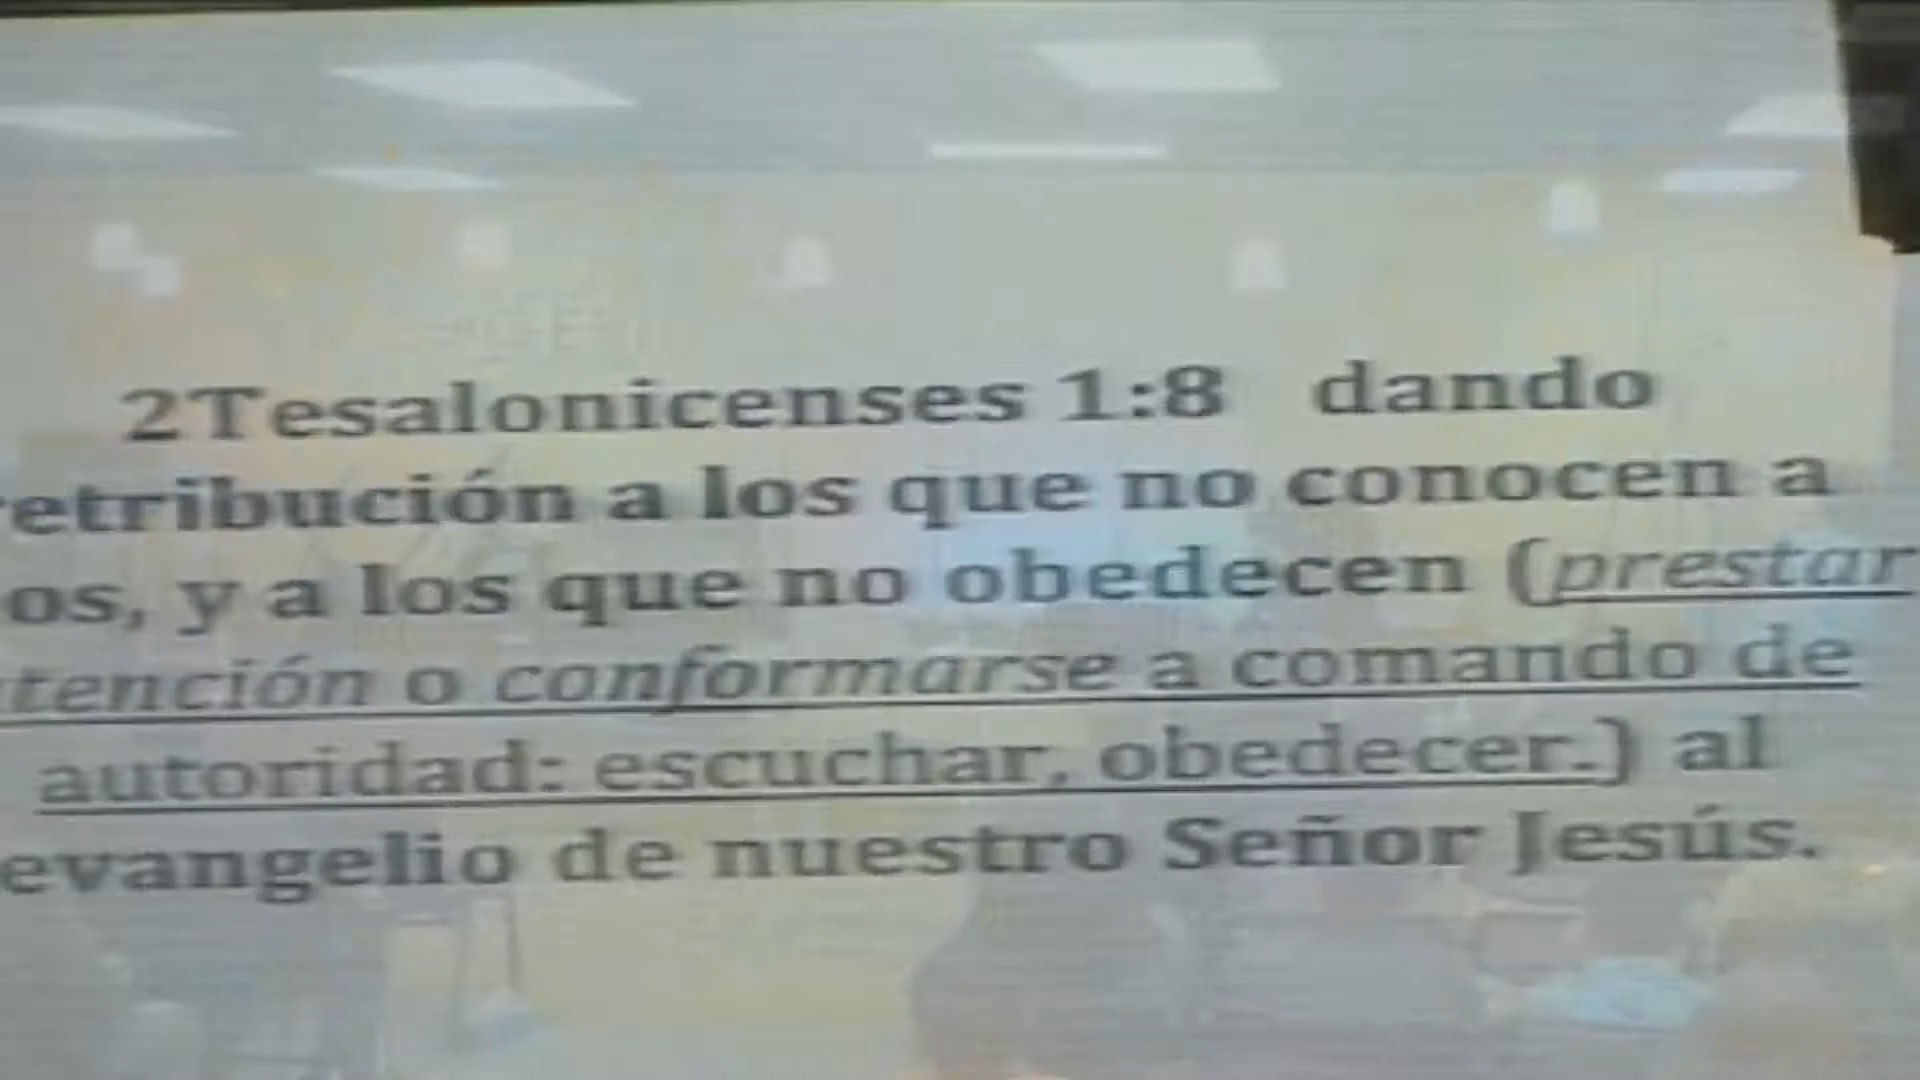 2Tesalonicenses 1:8 dando
etribución a los que no conocen a
os, y a los que no obedecen (prestar
tención o conformarse a comando de
autoridad: escuchar, obedecer.) al
evangelio de nuestro Señor Jesús.